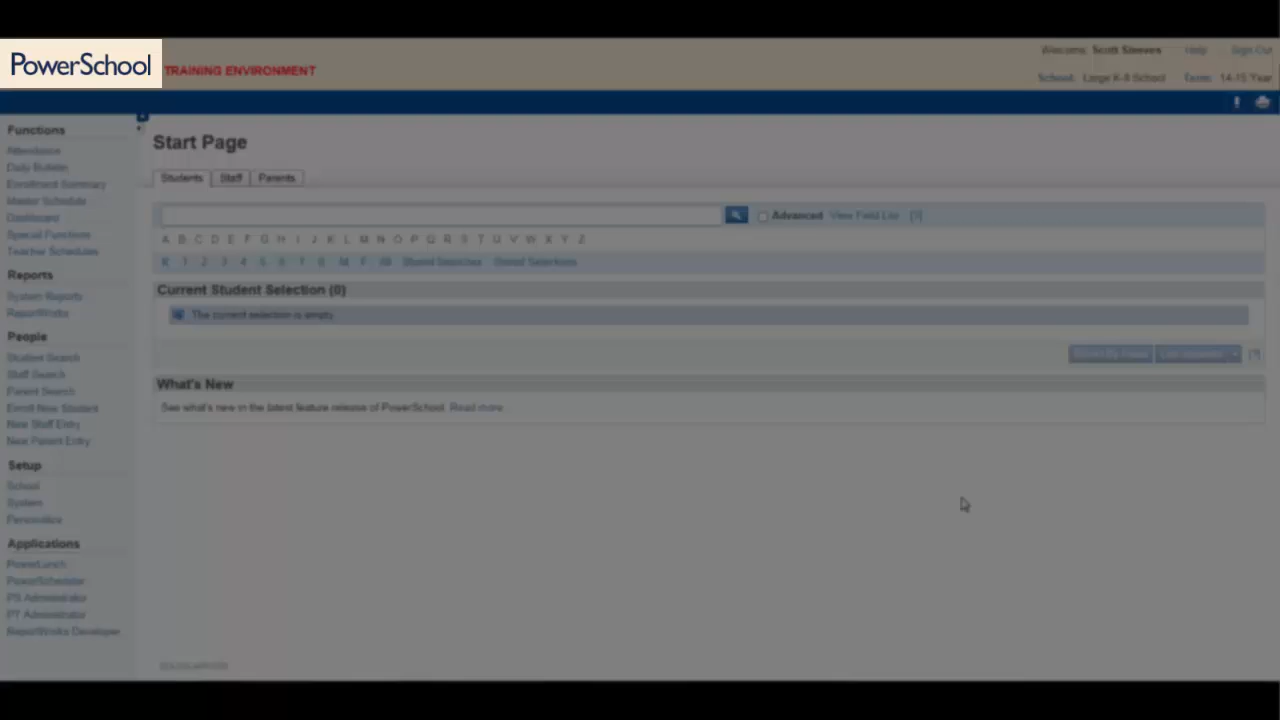 PowerSchool
TRAINING ENVIRONMENT
Welcome, Scott Steeves Help Sign Out
School: Large K-8 School Term: 14-15 Year
Functions
Attendance
Daily Bulletin
Enrollment Summary
Master Schedule
Dashboard
Special Functions
Teacher Schedules
Reports
System Reports
ReportWorks
People
Student Search
Staff Search
Parent Search
Enroll New Student
New Staff Entry
New Parent Entry
Setup
School
System
Personalize
Applications
PowerLunch
PowerScheduler
PS Administrator
PT Administrator
ReportWorks Developer
Start Page
Students Staff Parents
Advanced View Field List [?]
A B C D E F G H I J K L M N O P Q R S T U V W X Y Z
K 1 2 3 4 5 6 7 8 M F All Stored Searches Stored Selections
Current Student Selection (0)
The current selection is empty.
[?]
What's New
See what's new in the latest feature release of PowerSchool. Read more